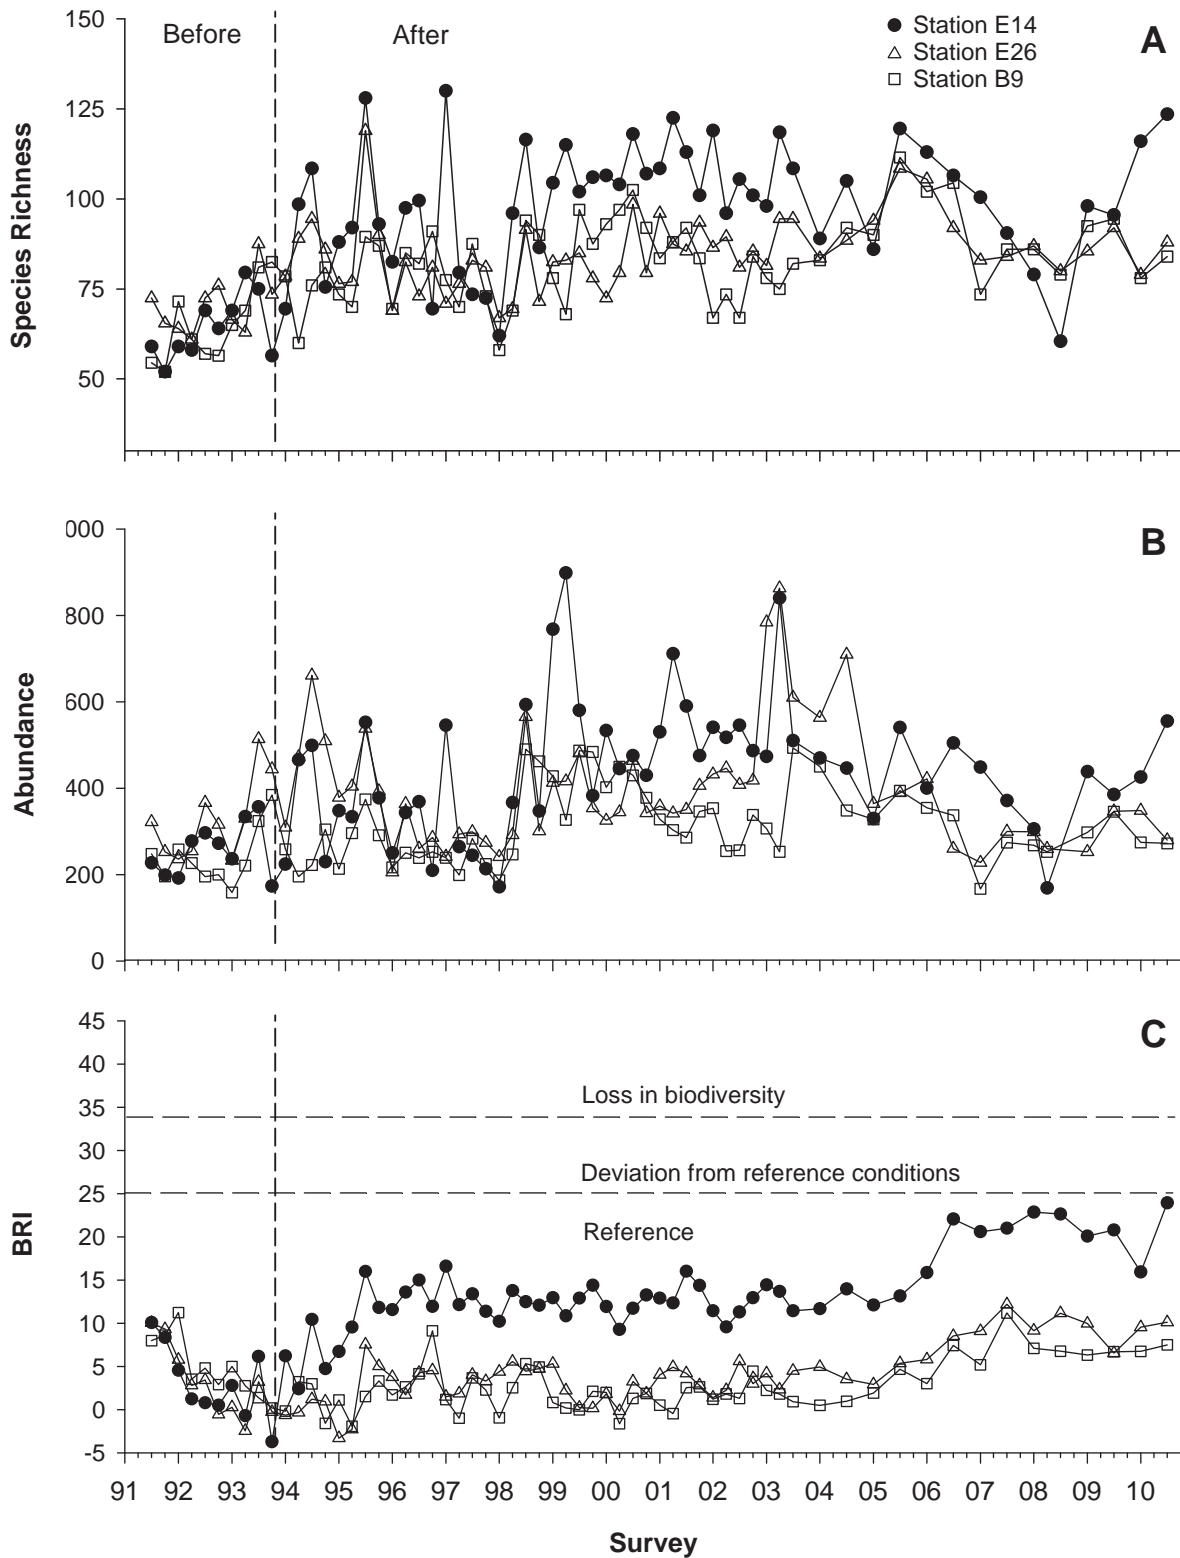 Before
After
Station E14
Station E26
Station B9
A
150
125
100
75
50
Species Richness
B
000
800
600
400
200
0
Abundance
C
45
40
35
30
25
20
15
10
5
0
-5
BRI
Loss in biodiversity
Deviation from reference conditions
Reference
91 92 93 94 95 96 97 98 99 00 01 02 03 04 05 06 07 08 09 10
Survey